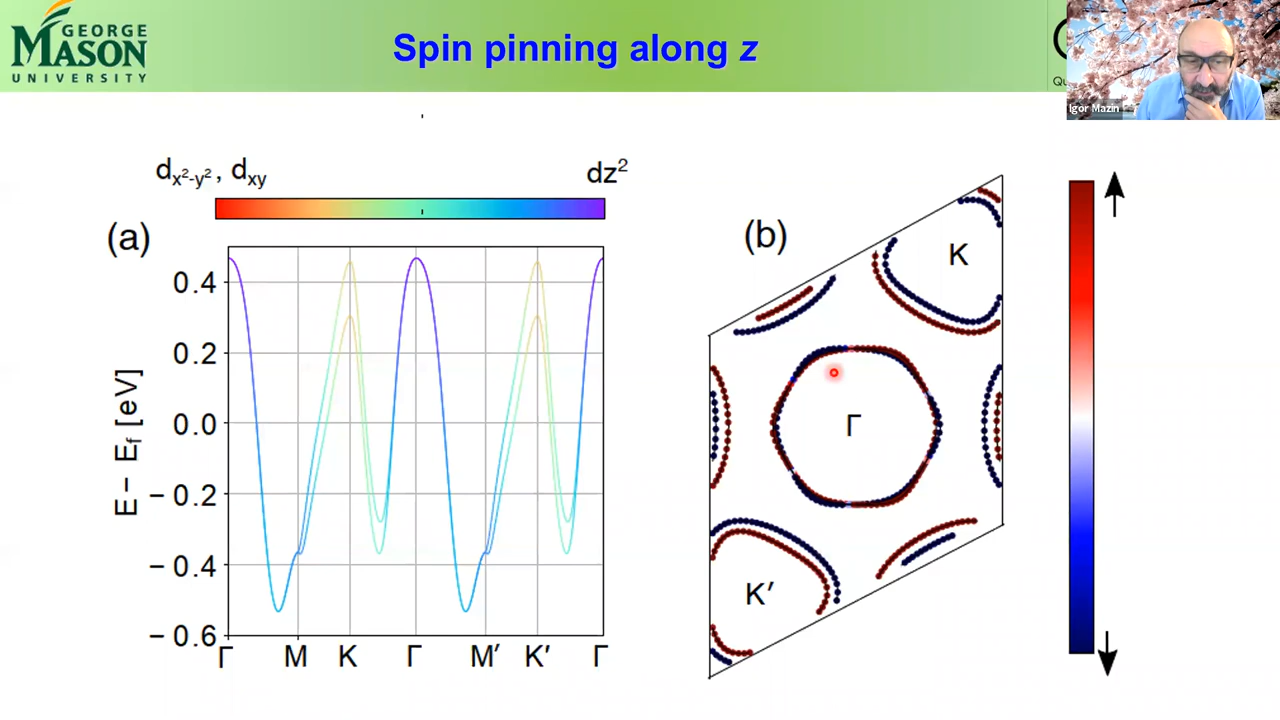 GEORGE
MASON
UNIVERSITY
Spin pinning along z
Qu
Igor Mazin
dx²-y² , dxy
dz²
(a)
(b)
E − Ef [eV]
0.4
0.2
0.0
− 0.2
− 0.4
− 0.6
Γ M K Γ M′ K′ Γ
K
Γ
K′